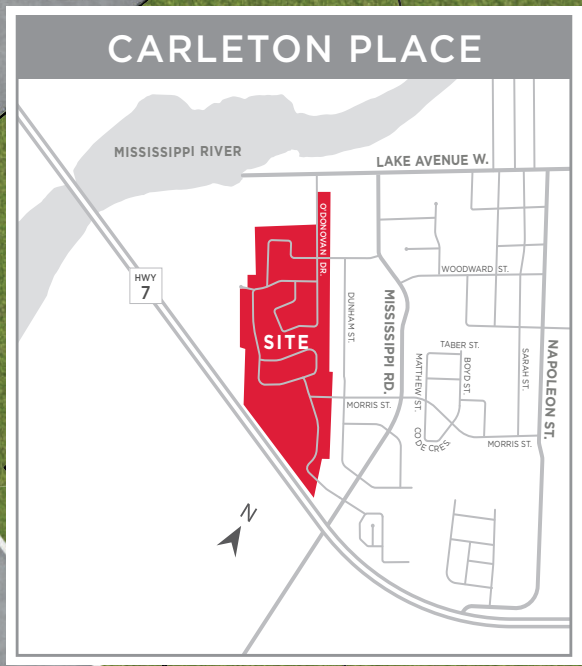 CARLETON PLACE
MISSISSIPPI RIVER
LAKE AVENUE W.
O'DONOVAN DR.
HWY
7
WOODWARD ST.
DUNHAM ST.
MISSISSIPPI RD.
SITE
TABER ST.
MATTHEW ST.
BOYD ST.
SARAH ST.
NAPOLEON ST.
MORRIS ST.
CODE CRES.
MORRIS ST.
N